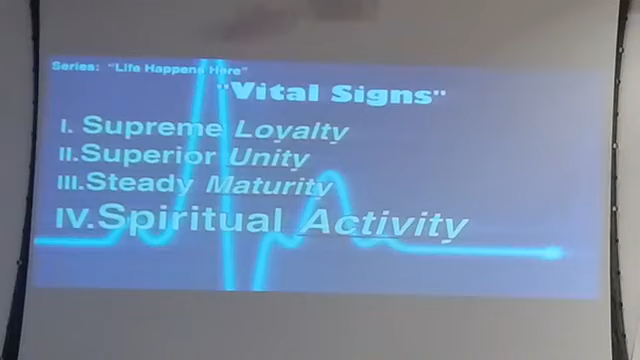 Series: "Life Happens Here"
"Vital Signs"
I. Supreme Loyalty
II.Superior Unity
III.Steady Maturity
IV.Spiritual Activity